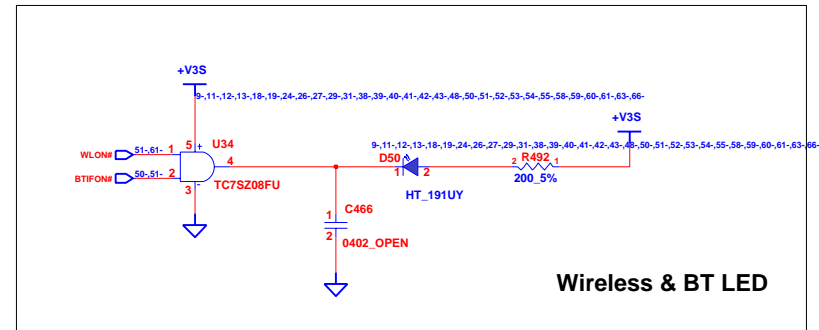 +V3S
9-,11-,12-,13-,18-,19-,24-,26-,27-,29-,31-,38-,39-,40-,41-,42-,43-,48-,50-,51-,52-,53-,54-,55-,58-,59-,60-,61-,63-,66-
+V3S
5 + U34
WLON# 51-,61- 1
4
BTIFON# 50-,51- 2
3 -
TC7SZ08FU
9-,11-,12-,13-,18-,19-,24-,26-,27-,29-,31-,38-,39-,40-,41-,42-,43-,48-,50-,51-,52-,53-,54-,55-,58-,59-,60-,61-,63-,66-
D50
1 2
HT_191UY
R492
2 1
200_5%
C466
1
2
0402_OPEN
Wireless & BT LED